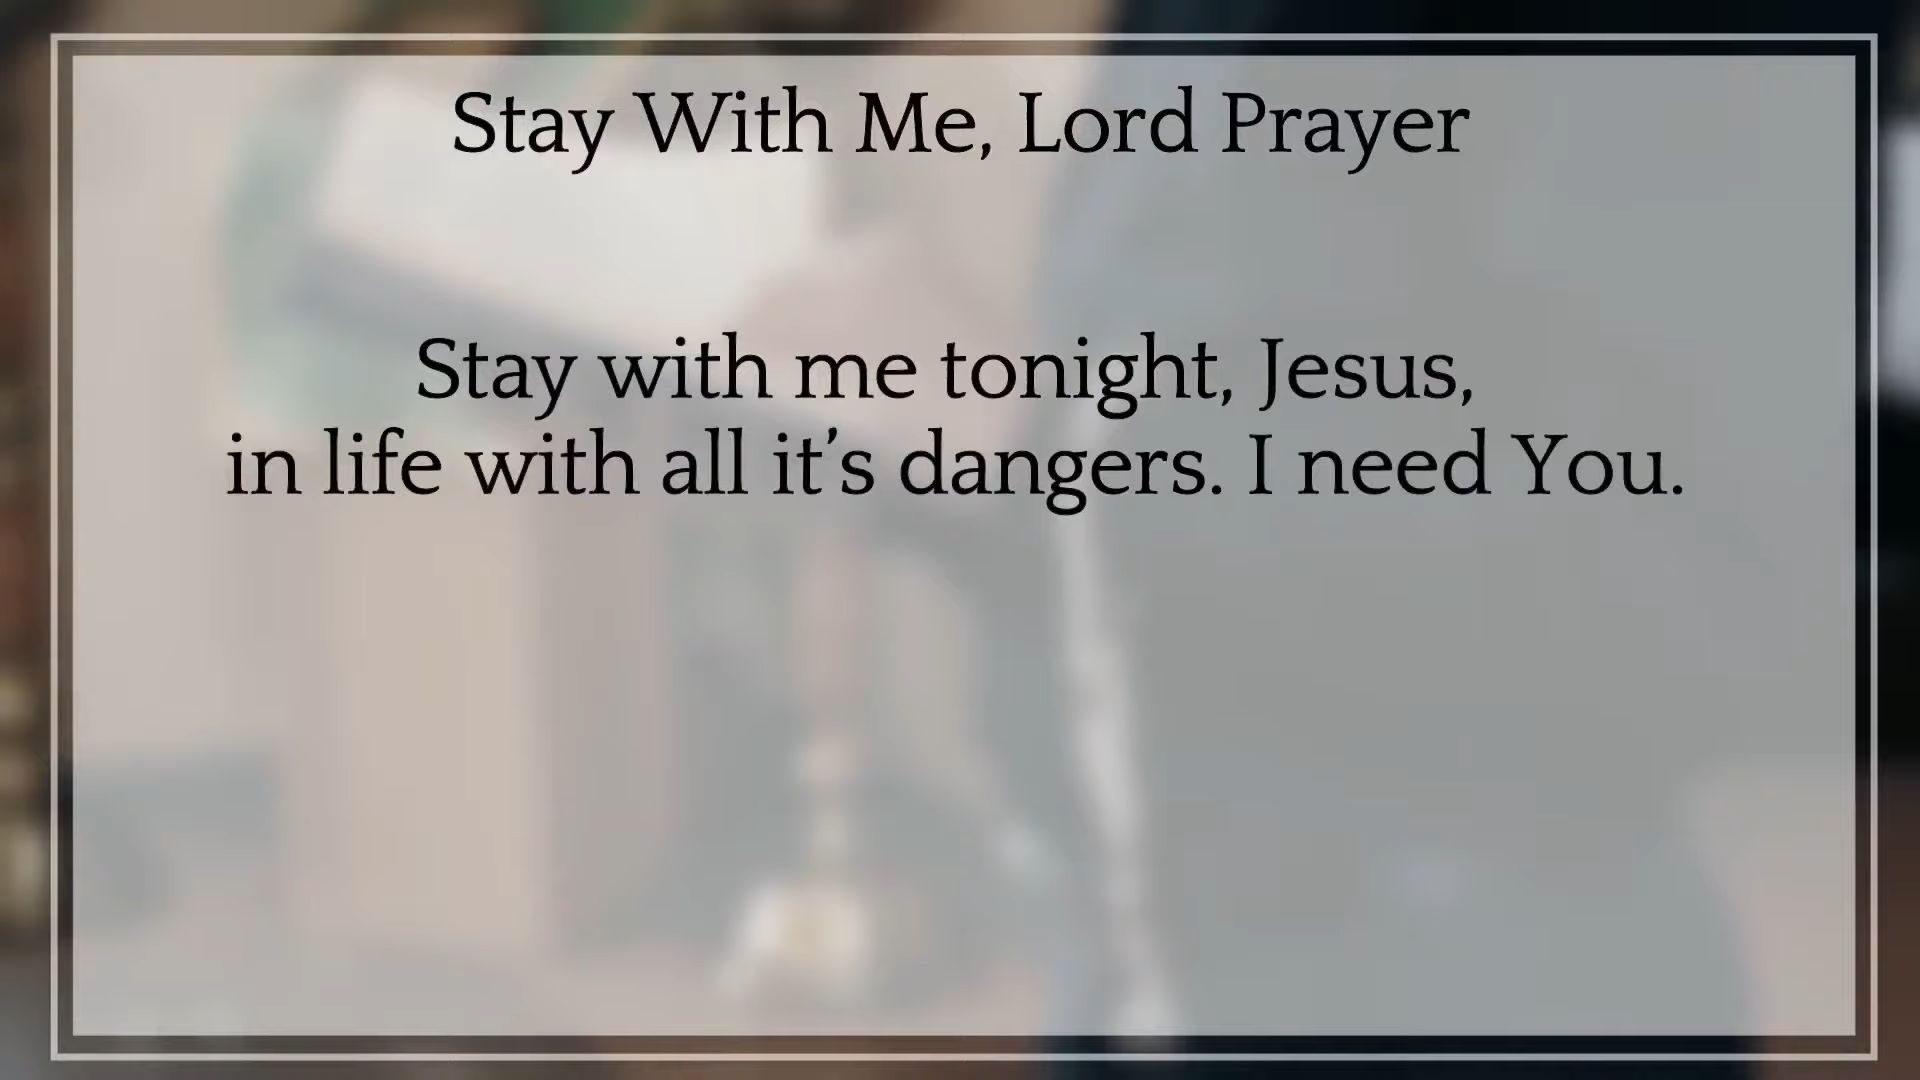 Stay With Me, Lord Prayer
Stay with me tonight, Jesus,
in life with all it’s dangers. I need You.